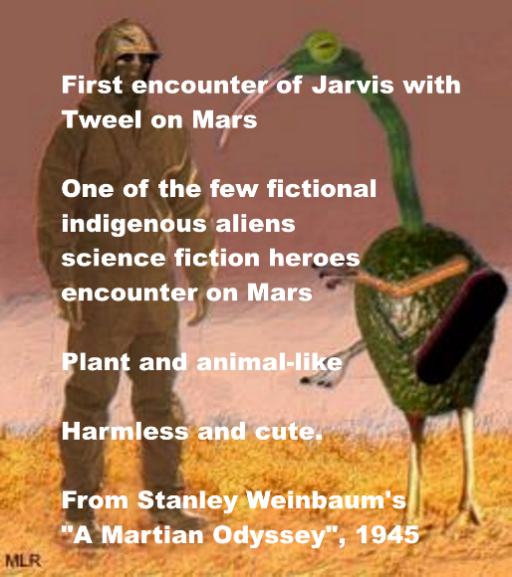 First encounter of Jarvis with
Tweel on Mars
One of the few fictional
indigenous aliens
science fiction heroes
encounter on Mars
Plant and animal-like
Harmless and cute.
From Stanley Weinbaum's
"A Martian Odyssey", 1945
MLR